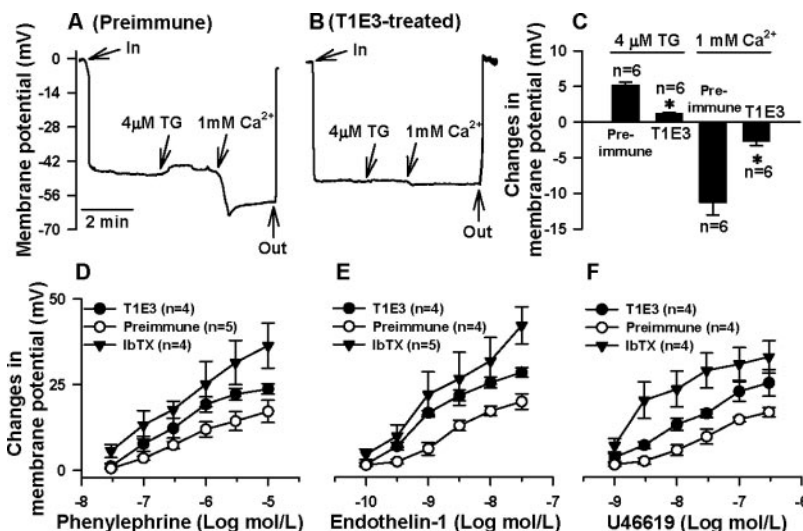 A (Preimmune)
B (T1E3-treated)
C
Membrane potential (mV)
0
-14
-28
-42
-56
-70
In
4μM TG
1mM Ca2+
2 min
Out
In
4μM TG
1mM Ca2+
Out
Changes in
membrane potential (mV)
10
5
0
-5
-10
-15
4 μM TG 1 mM Ca2+
n=6
n=6
*
Pre-
immune
T1E3
Pre-
immune
T1E3
*
n=6
n=6
D
Changes in
membrane potential (mV)
50
25
0
T1E3 (n=4)
Preimmune (n=5)
IbTX (n=4)
-8 -7 -6 -5
Phenylephrine (Log mol/L)
E
T1E3 (n=4)
Preimmune (n=4)
IbTX (n=5)
-10 -9 -8 -7
Endothelin-1 (Log mol/L)
F
T1E3 (n=4)
Preimmune (n=4)
IbTX (n=4)
-9 -8 -7 -6
U46619 (Log mol/L)